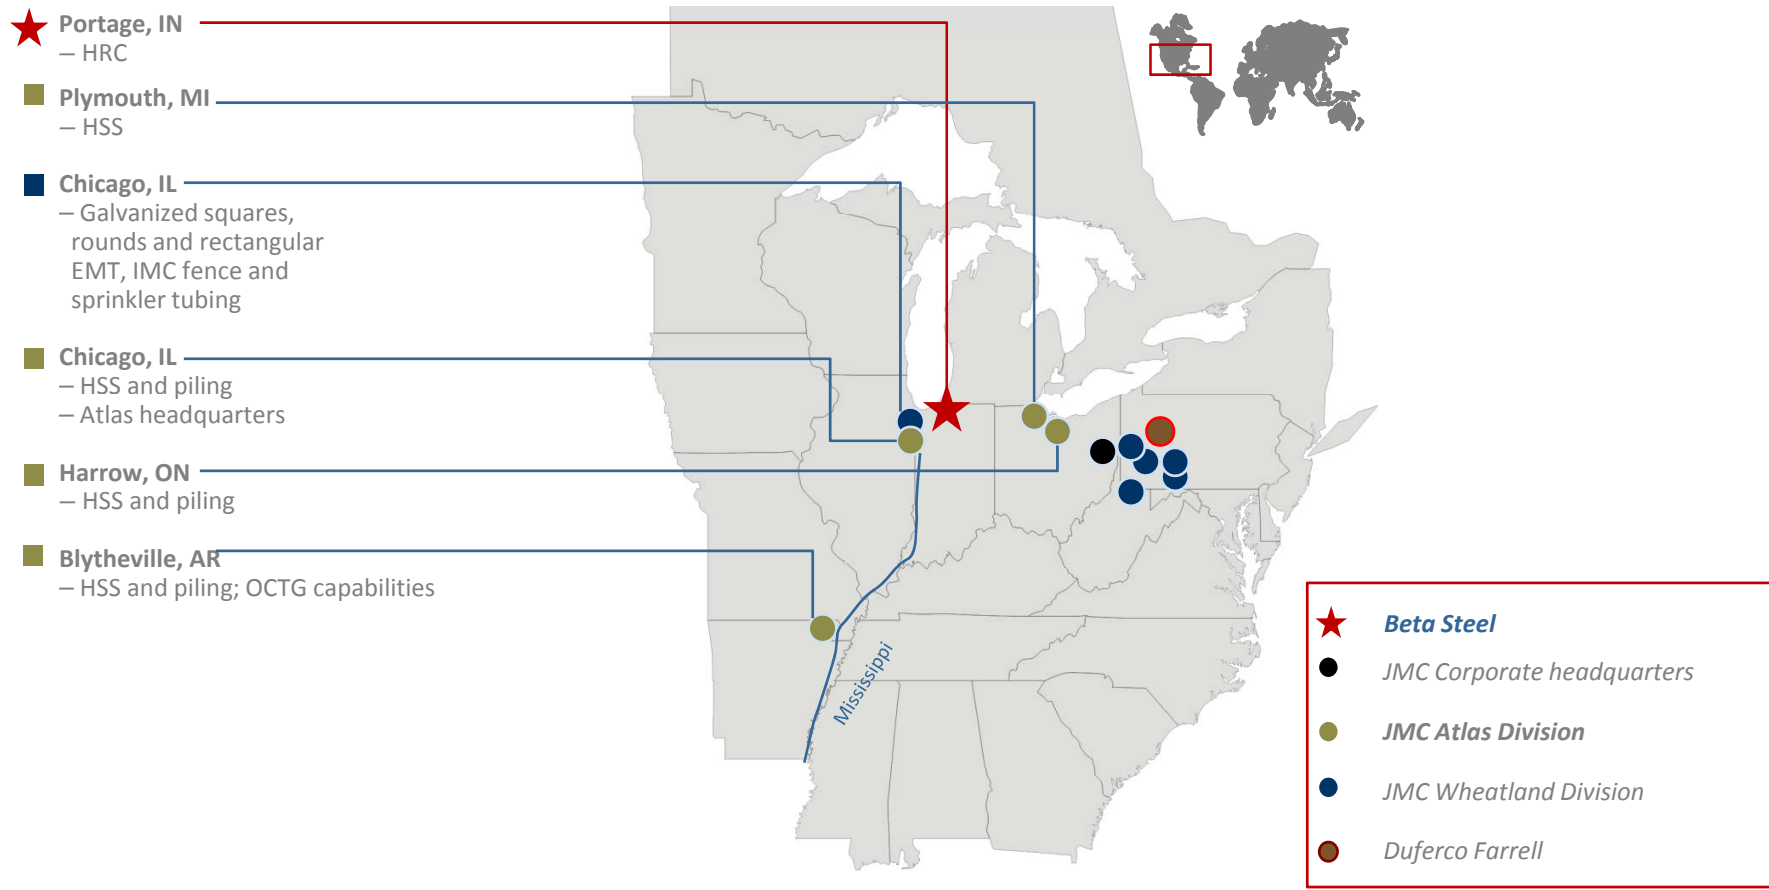 Portage, IN
– HRC
Plymouth, MI
– HSS
Chicago, IL
– Galvanized squares,
rounds and rectangular
EMT, IMC fence and
sprinkler tubing
Chicago, IL
– HSS and piling
– Atlas headquarters
Harrow, ON
– HSS and piling
Blytheville, AR
– HSS and piling; OCTG capabilities
Mississippi
Beta Steel
JMC Corporate headquarters
JMC Atlas Division
JMC Wheatland Division
Duferco Farrell